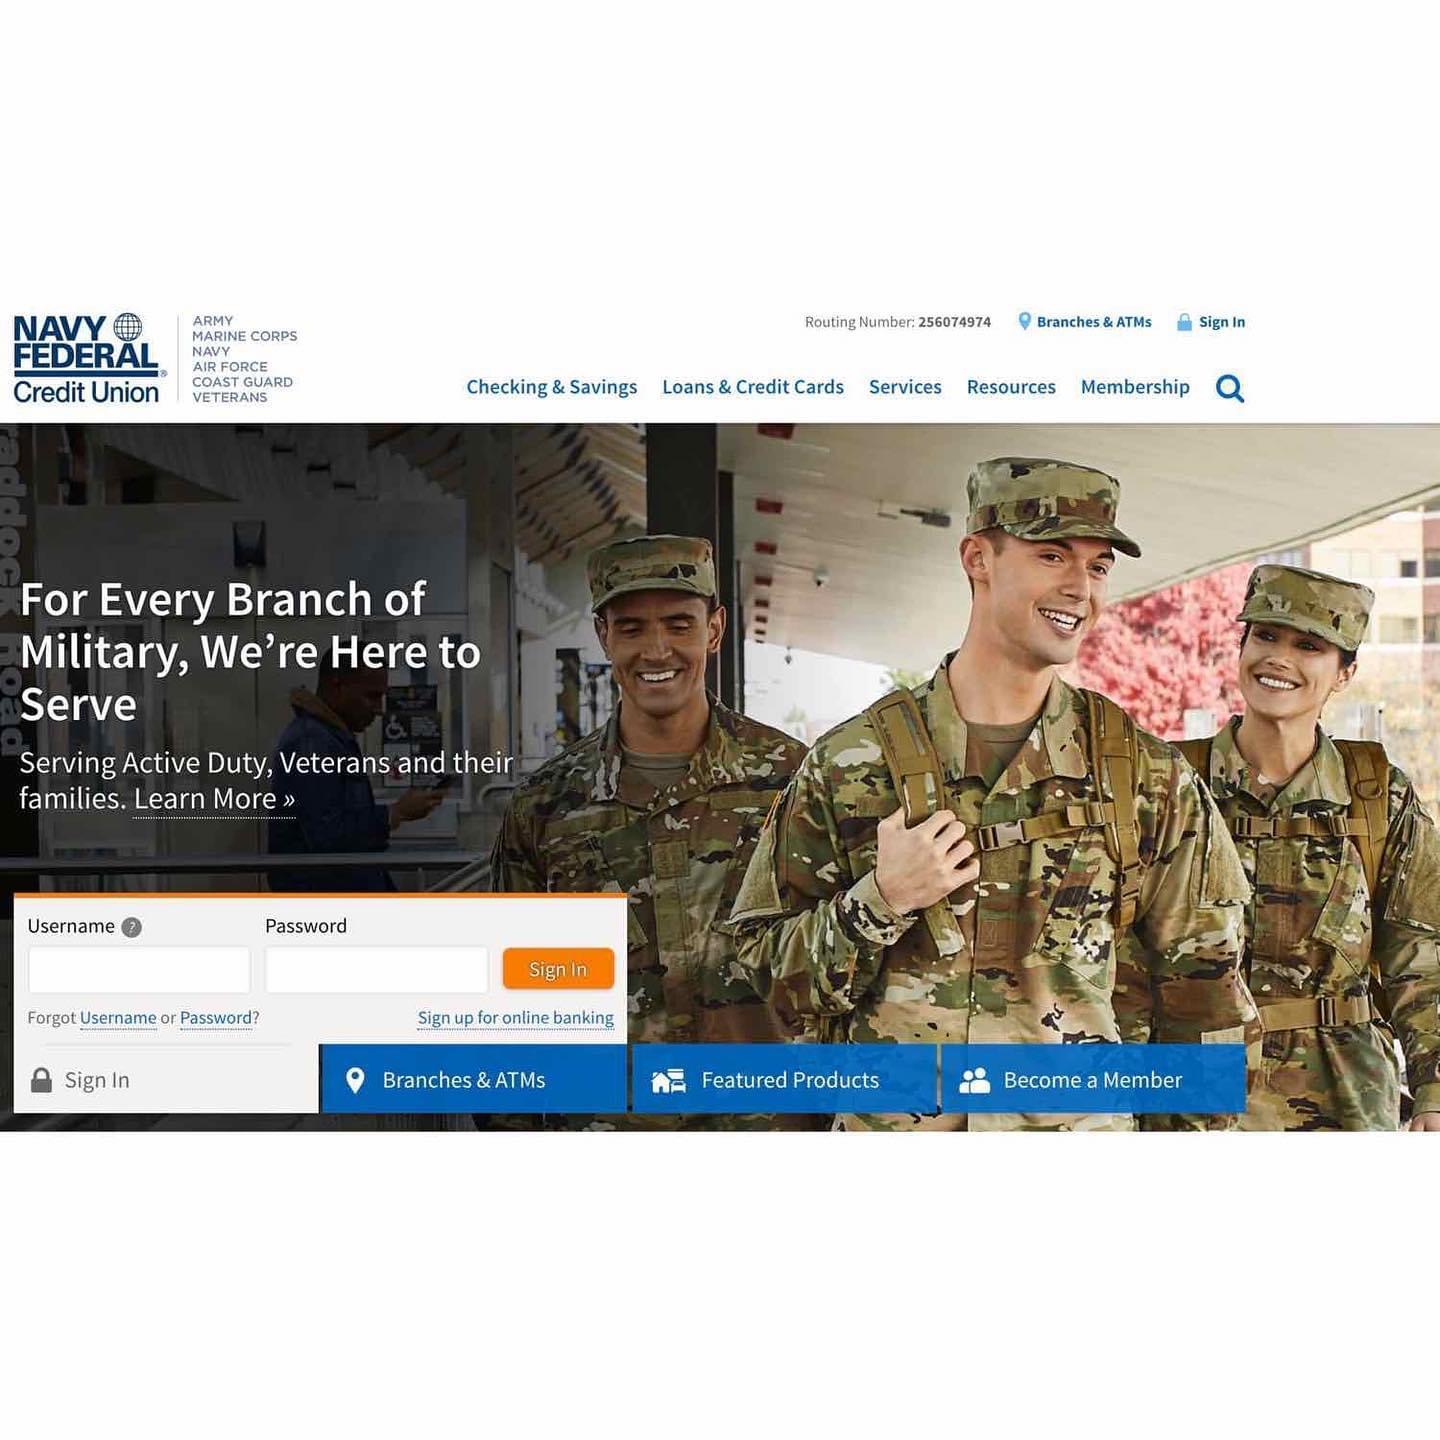 NAVY
FEDERAL®
Credit Union
ARMY
MARINE CORPS
NAVY
AIR FORCE
COAST GUARD
VETERANS
Routing Number: 256074974
Branches & ATMs
Sign In
Checking & Savings
Loans & Credit Cards
Services
Resources
Membership
addock Road
For Every Branch of
Military, We’re Here to
Serve
Serving Active Duty, Veterans and their
families. Learn More »
Username ?
Password
Sign In
Forgot Username or Password?
Sign up for online banking
Sign In
Branches & ATMs
Featured Products
Become a Member